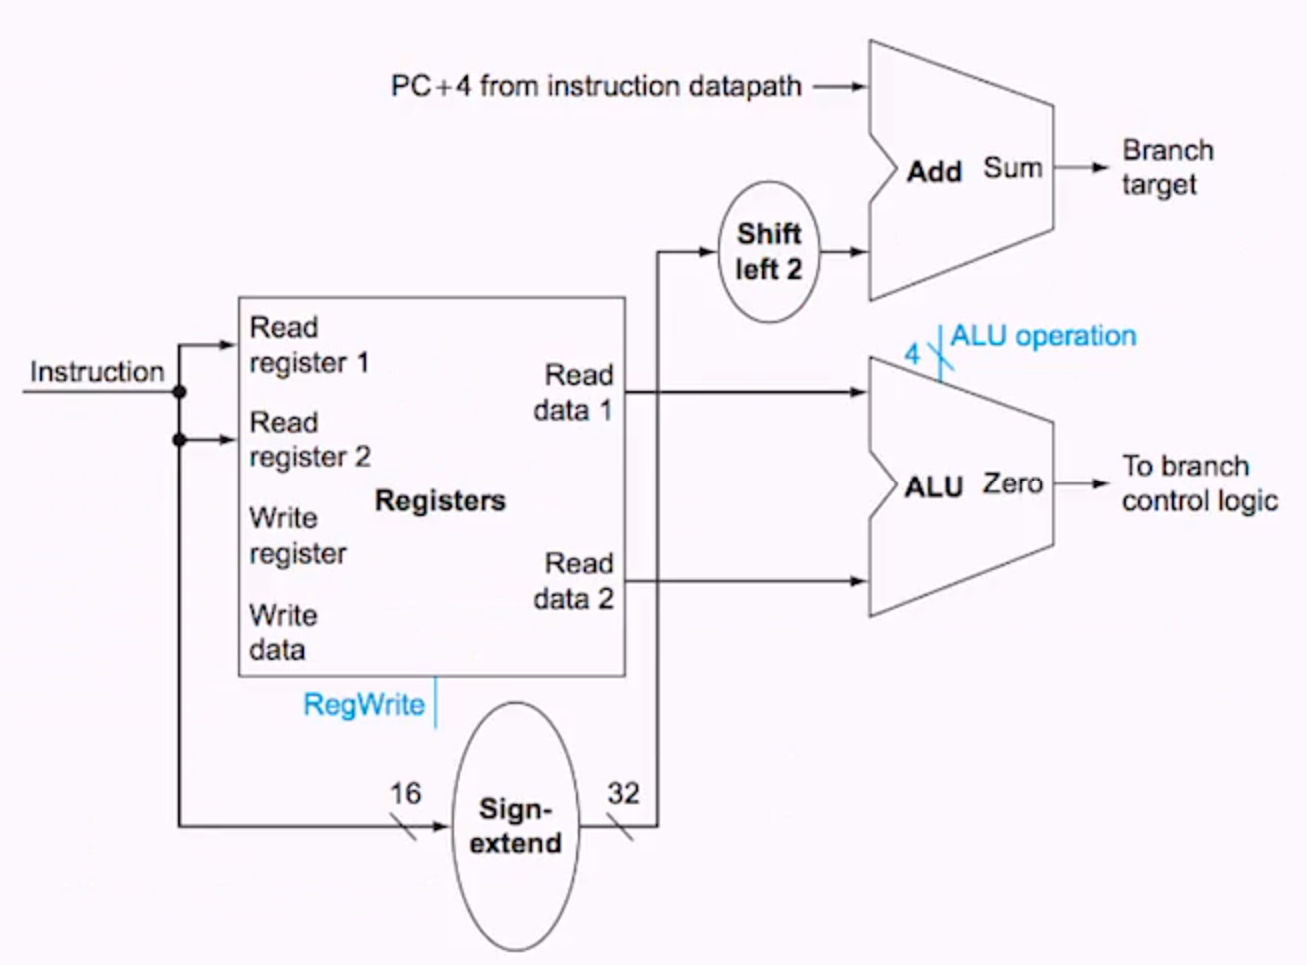 PC+4 from instruction datapath
Add Sum
Branch
target
Shift
left 2
Instruction
Read
register 1
Read
register 2
Write
register
Write
data
Registers
Read
data 1
Read
data 2
4
ALU operation
ALU Zero
To branch
control logic
RegWrite
16
Sign-
extend
32